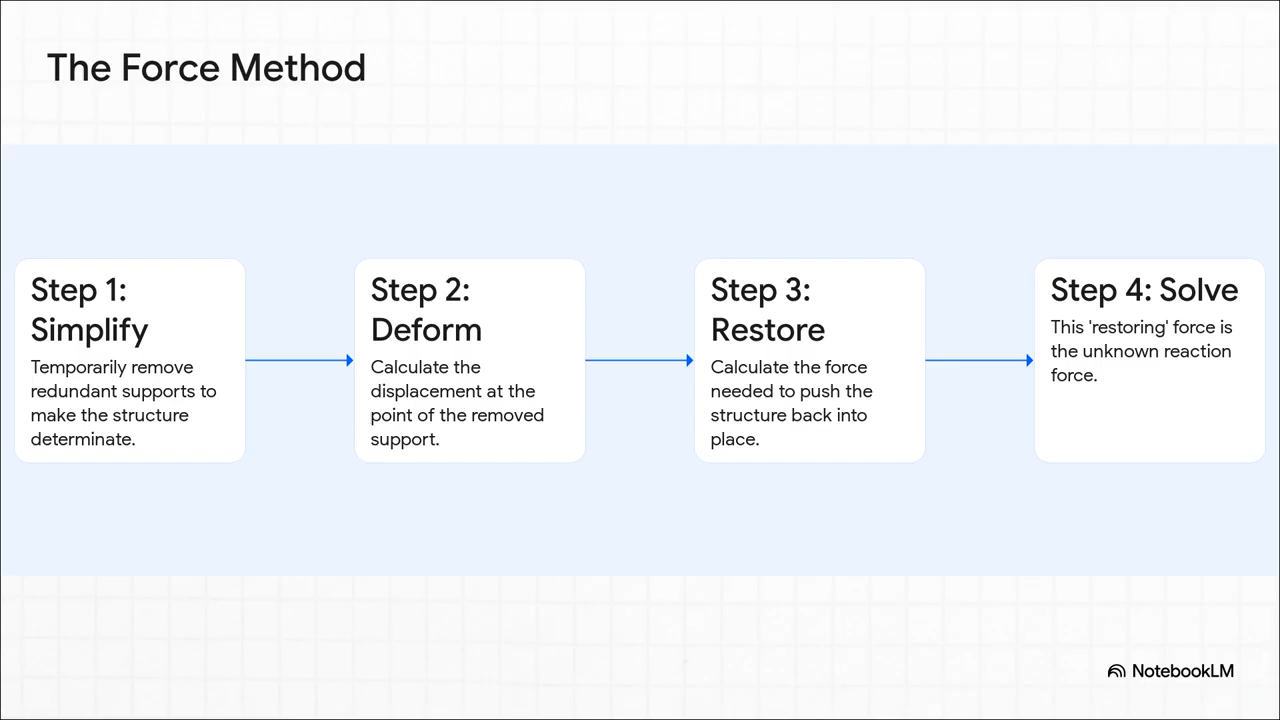 The Force Method
Step 1:
Simplify
Temporarily remove
redundant supports to
make the structure
determinate.
Step 2:
Deform
Calculate the
displacement at the
point of the removed
support.
Step 3:
Restore
Calculate the force
needed to push the
structure back into
place.
Step 4: Solve
This 'restoring' force is
the unknown reaction
force.
NotebookLM